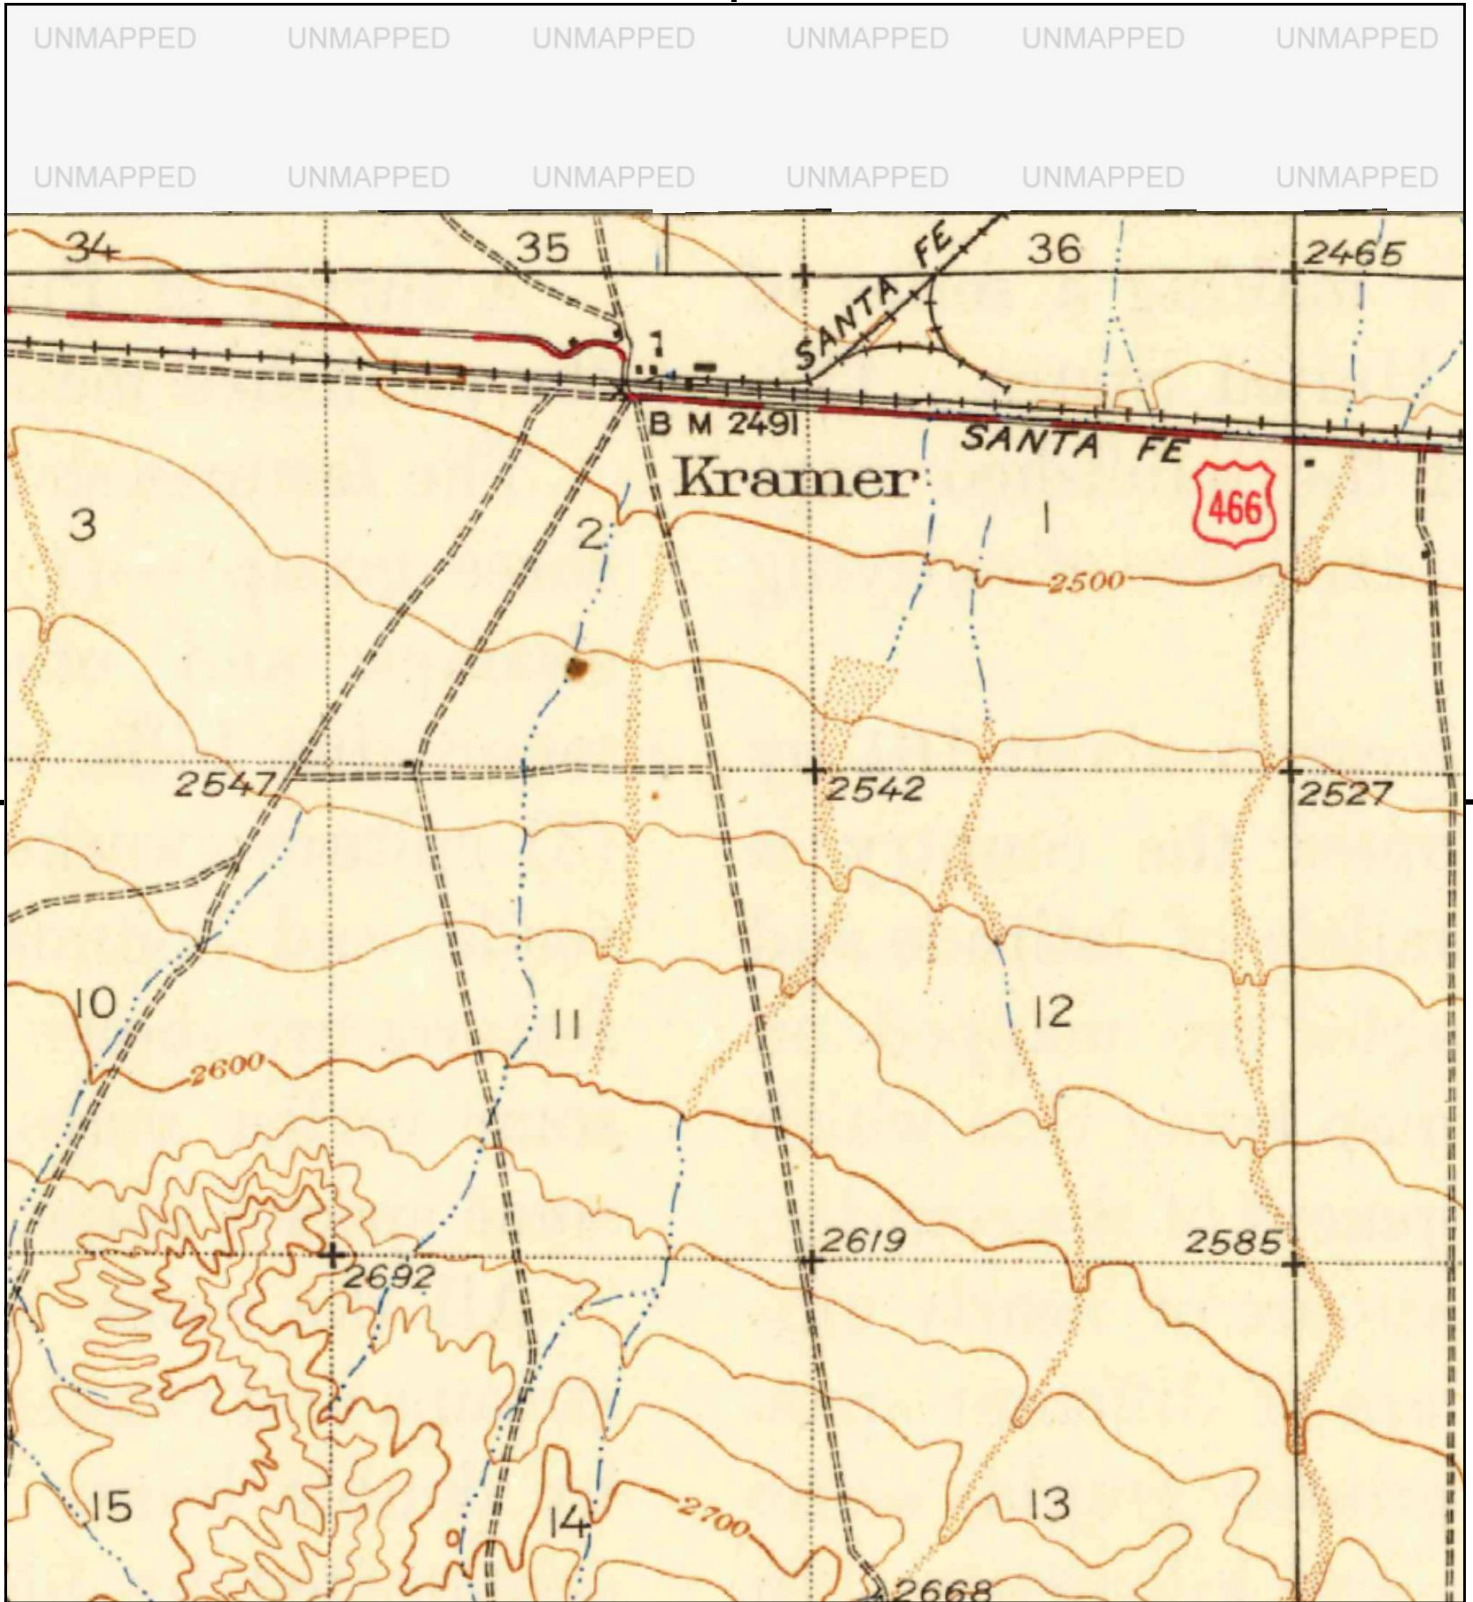 UNMAPPED UNMAPPED UNMAPPED UNMAPPED UNMAPPED UNMAPPED
UNMAPPED UNMAPPED UNMAPPED UNMAPPED UNMAPPED UNMAPPED
34 35 SANTA FE 36 2465
B M 2491 SANTA FE
Kramer 466
3 2 1
2500
2547 2542 2527
10 11 12
2600
2619 2585
2692
15 14 2700 13
2668